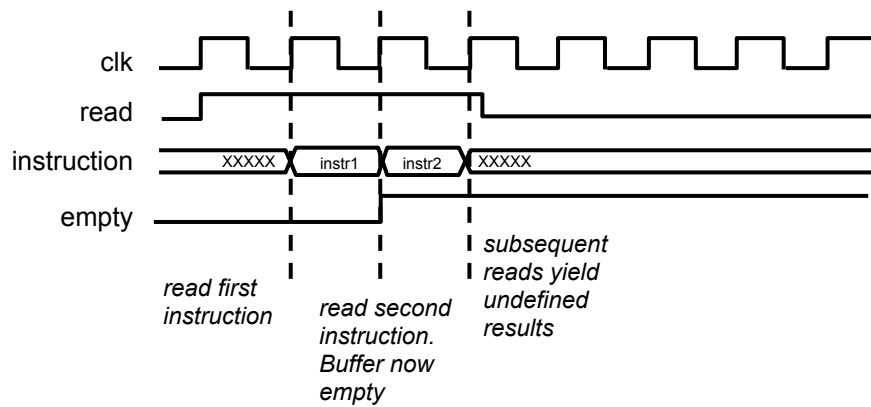 clk
read
instruction
XXXXX
instr1
instr2
XXXXX
empty
read first
instruction
read second
instruction.
Buffer now
empty
subsequent
reads yield
undefined
results